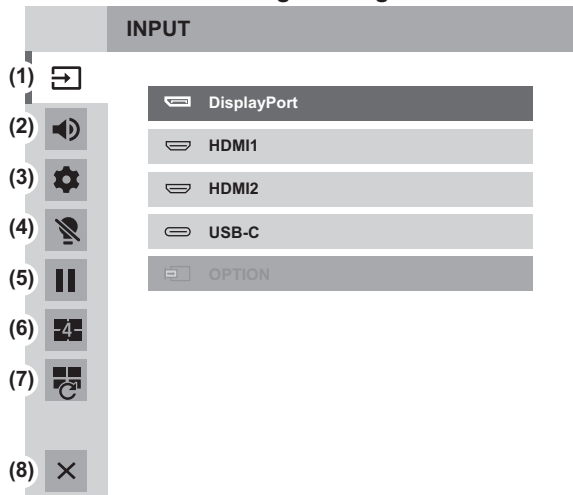 INPUT
(1)
DisplayPort
(2)
HDMI1
(3)
HDMI2
(4)
USB-C
(5)
OPTION
(6) -4-
(7)
(8)